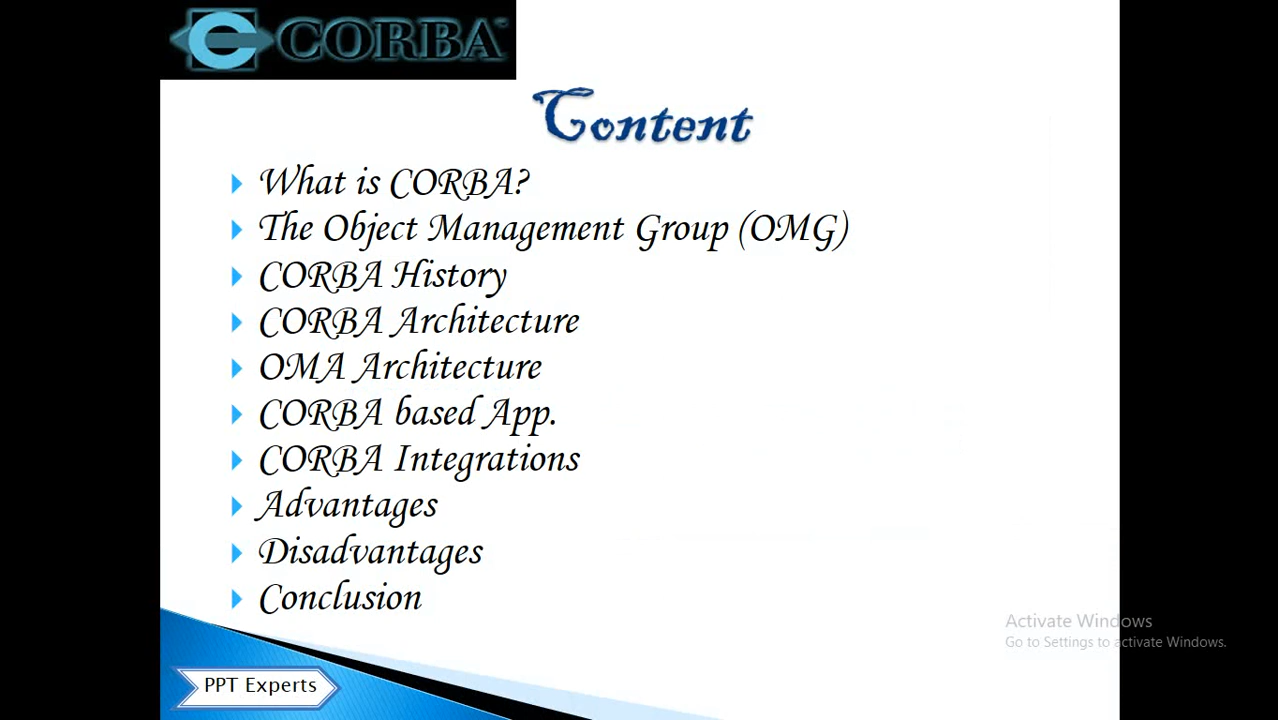 CORBA™
Content
What is CORBA?
The Object Management Group (OMG)
CORBA History
CORBA Architecture
OMA Architecture
CORBA based App.
CORBA Integrations
Advantages
Disadvantages
Conclusion
Activate Windows
Go to Settings to activate Windows.
PPT Experts